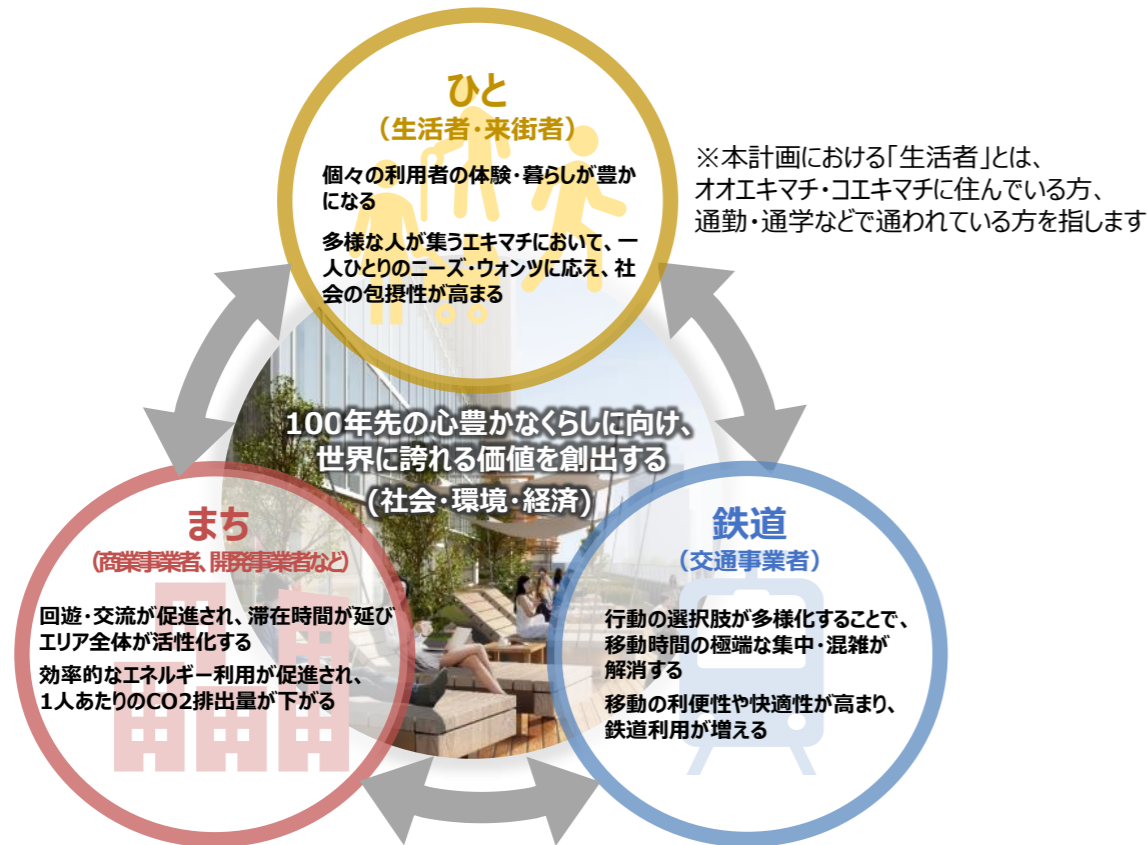 ひと
（生活者・来街者）
個々の利用者の体験・暮らしが豊か
になる
多様な人が集うエキマチにおいて、一
人ひとりのニーズ・ウォンツに応え、社
会の包摂性が高まる
※本計画における「生活者」とは、
オオエキマチ・コエキマチに住んでいる方、
通勤・通学などで通われている方を指します
100年先の心豊かなくらしに向け、
世界に誇れる価値を創出する
(社会・環境・経済)
まち
（商業事業者、開発事業者など）
回遊・交流が促進され、滞在時間が延び
エリア全体が活性化する
効率的なエネルギー利用が促進され、
1人あたりのCO2排出量が下がる
鉄道
（交通事業者）
行動の選択肢が多様化することで、
移動時間の極端な集中・混雑が
解消する
移動の利便性や快適性が高まり、
鉄道利用が増える